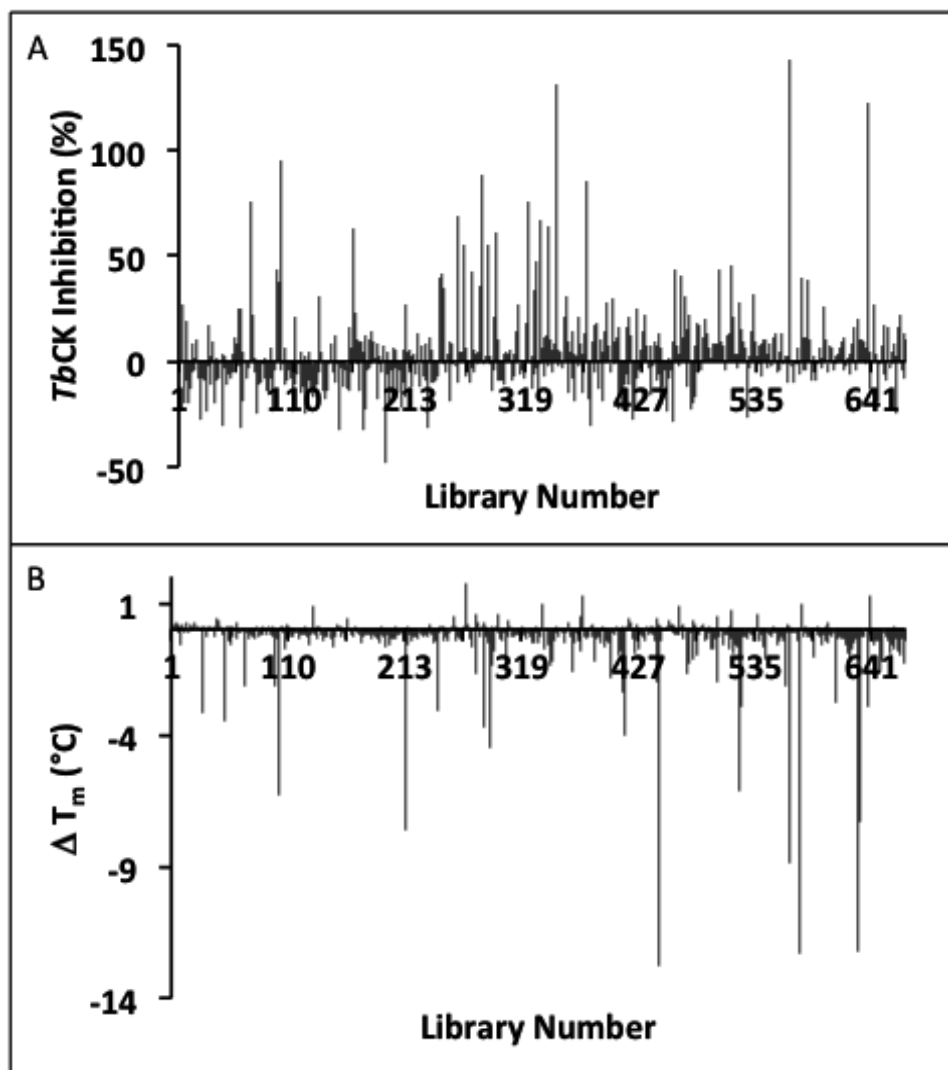 A
TbCK Inhibition (%)
150
100
50
0
-50
1 110 213 319 427 535 641
Library Number
B
Δ Tm (°C)
1
-4
-9
-14
1 110 213 319 427 535 641
Library Number